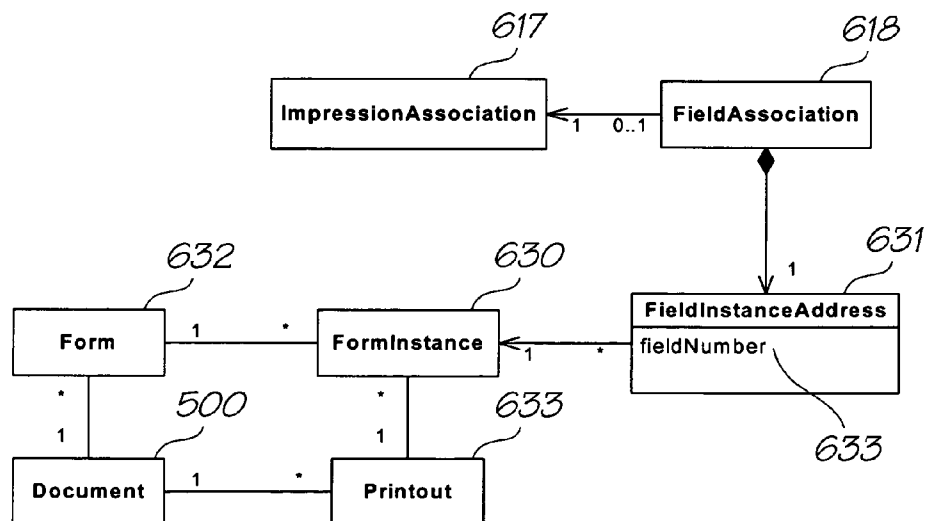 617
618
ImpressionAssociation
1
0..1
FieldAssociation
632
630
1
631
Form
1
*
FormInstance
1
*
FieldInstanceAddress
fieldNumber
*
1
500
*
1
633
633
Document
1
*
Printout